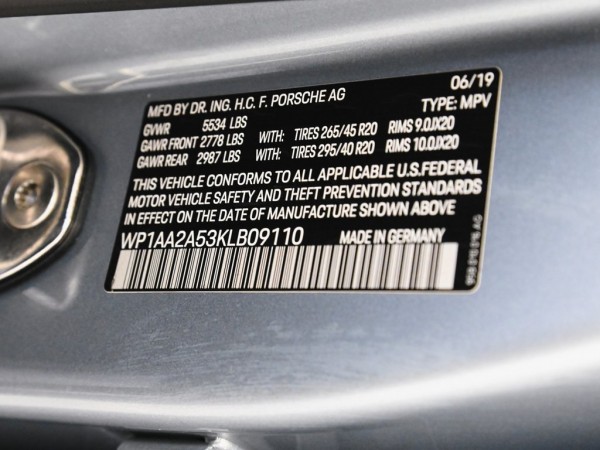 06/19
MFD BY DR. ING. H.C. F. PORSCHE AG TYPE: MPV
GVWR 5534 LBS
GAWR FRONT 2778 LBS WITH: TIRES 265/45 R20 RIMS 9.0JX20
GAWR REAR 2987 LBS WITH: TIRES 295/40 R20 RIMS 10.0JX20
THIS VEHICLE CONFORMS TO ALL APPLICABLE U.S.FEDERAL
MOTOR VEHICLE SAFETY AND THEFT PREVENTION STANDARDS
IN EFFECT ON THE DATE OF MANUFACTURE SHOWN ABOVE
WP1AA2A53KLB09110 MADE IN GERMANY